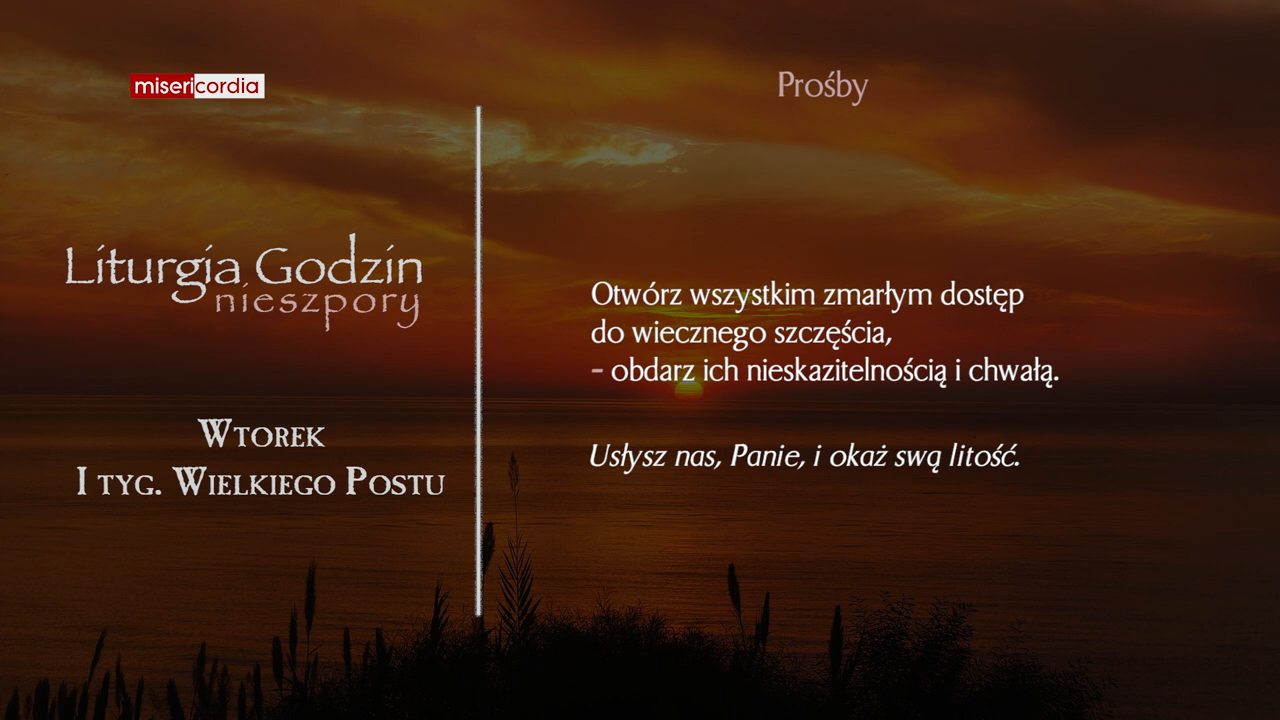 misericordia
Prośby
Liturgia Godzin
nieszpory
Wtorek
I tyg. Wielkiego Postu
Otwórz wszystkim zmarłym dostęp
do wiecznego szczęścia,
- obdarz ich nieskazitelnością i chwałą.
Usłysz nas, Panie, i okaż swą litość.